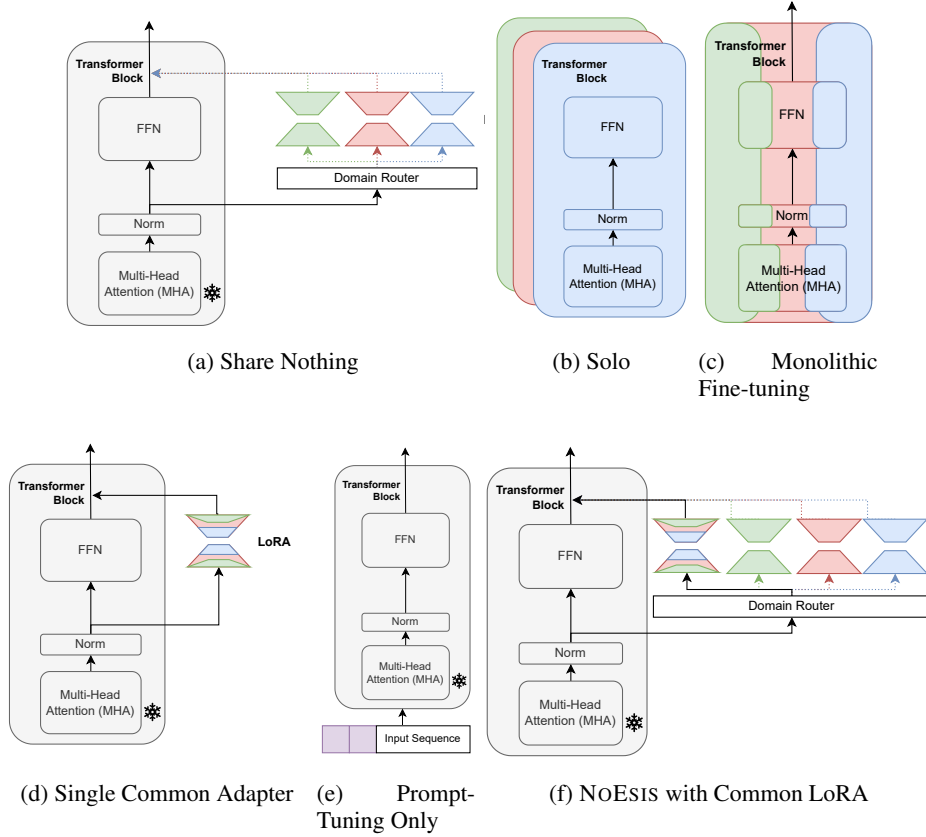 Transformer
Block
FFN
Norm
Multi-Head
Attention (MHA)
Domain Router
(a) Share Nothing
Transformer
Block
FFN
Norm
Multi-Head
Attention (MHA)
(b) Solo
Transformer
Block
FFN
Norm
Multi-Head
Attention (MHA)
(c) Monolithic
Fine-tuning
Transformer
Block
FFN
Norm
Multi-Head
Attention (MHA)
LoRA
(d) Single Common Adapter
Transformer
Block
FFN
Norm
Multi-Head
Attention (MHA)
Input Sequence
(e) Prompt-
Tuning Only
Transformer
Block
FFN
Norm
Multi-Head
Attention (MHA)
Domain Router
(f) NOESIS with Common LoRA